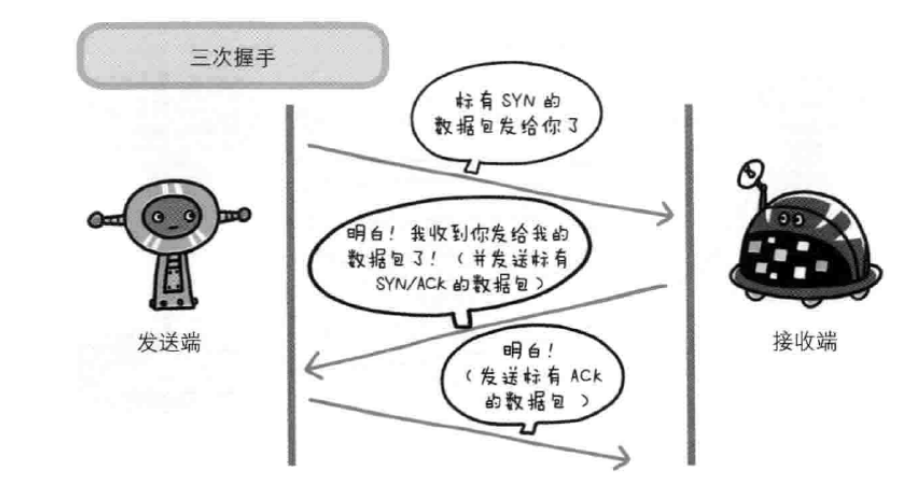 三次握手
标有 SYN 的
数据包发给你了
明白！我收到你发给我的
数据包了！（并发送标有
SYN/ACK 的数据包）
发送端
接收端
明白！
（发送标有 ACK
的数据包）